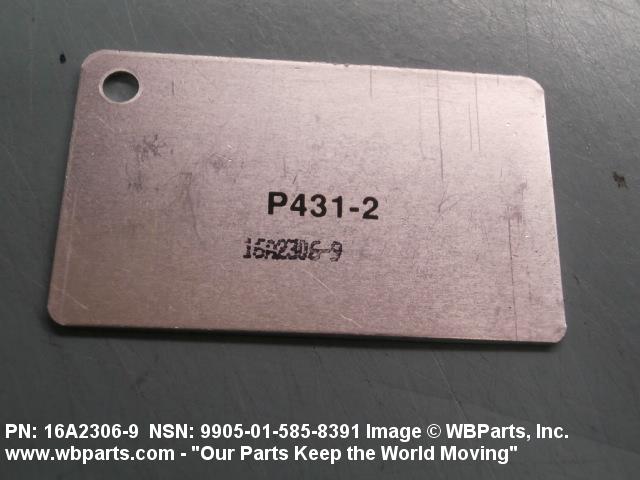 P431-2
16A2306-9
PN: 16A2306-9 NSN: 9905-01-585-8391 Image © WBParts, Inc.
www.wbparts.com - "Our Parts Keep the World Moving"